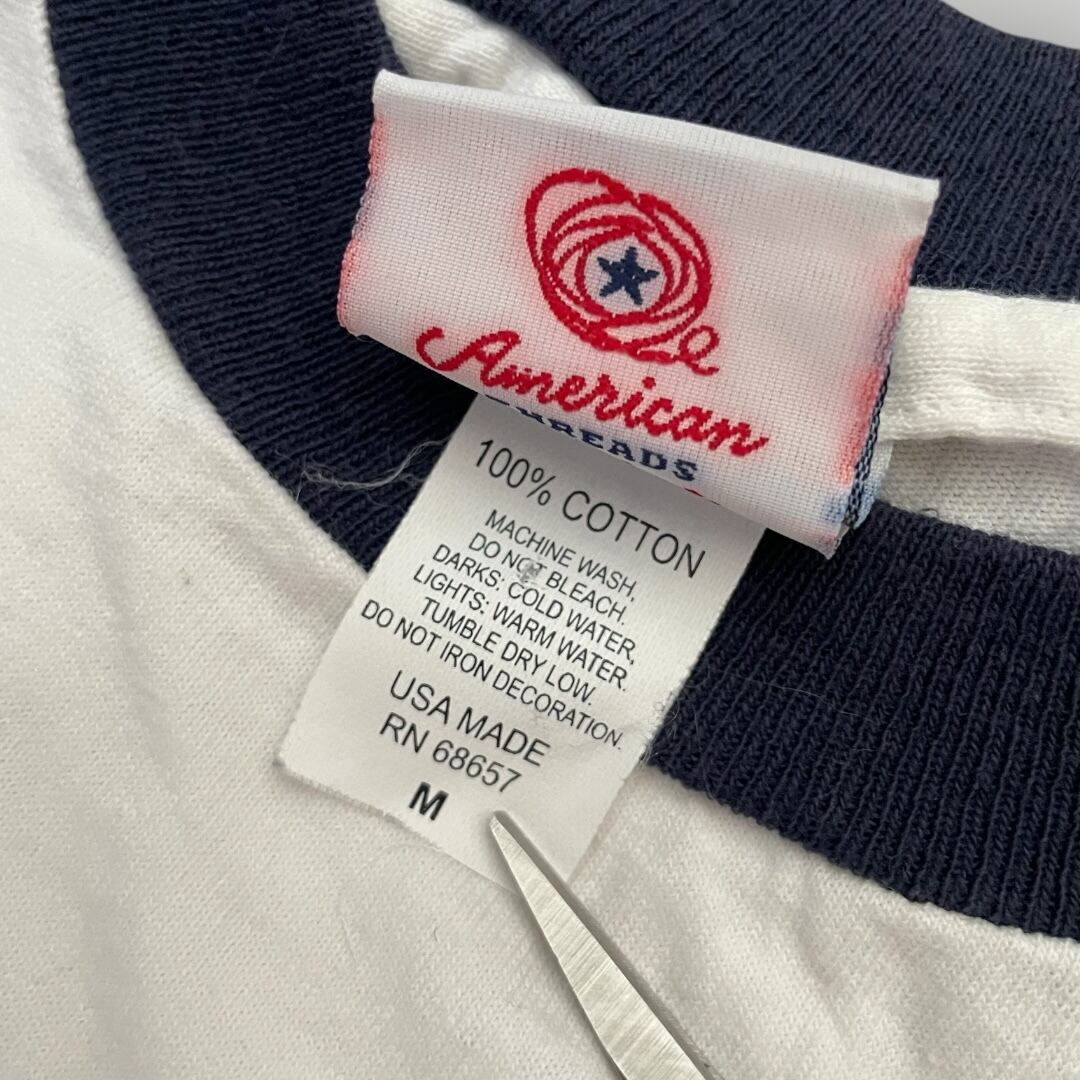 American
THREADS
100% COTTON
MACHINE WASH,
DO NOT BLEACH.
DARKS: COLD WATER,
LIGHTS: WARM WATER.
TUMBLE DRY LOW.
DO NOT IRON DECORATION.
USA MADE
RN 68657
M